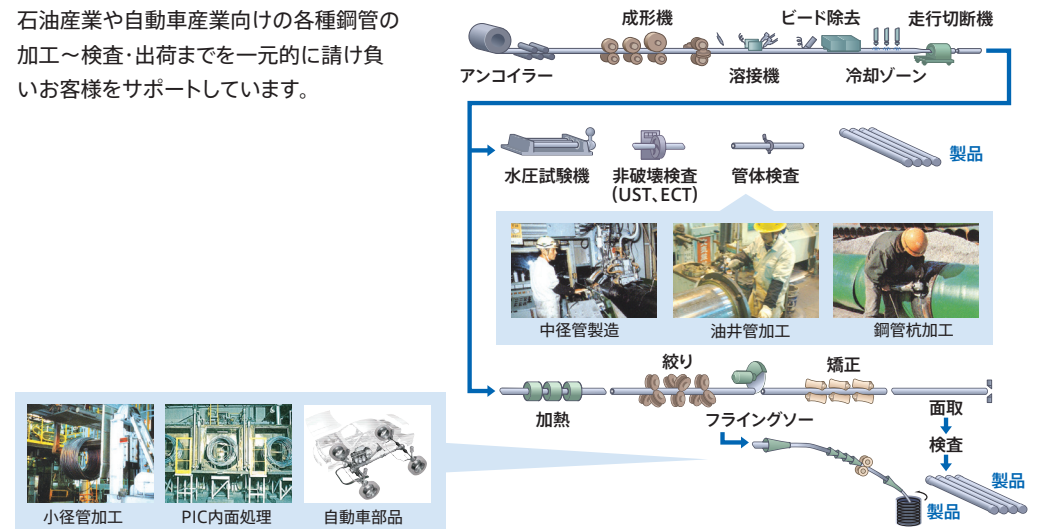 石油産業や自動車産業向けの各種鋼管の
加工～検査・出荷までを一元的に請け負
いお客様をサポートしています。
アンコイラー
成形機
溶接機
ビード除去
冷却ゾーン
走行切断機
水圧試験機
非破壊検査
(UST、ECT)
管体検査
製品
中径管製造
油井管加工
鋼管杭加工
加熱
絞り
フライングソー
矯正
面取
検査
製品
製品
小径管加工
PIC内面処理
自動車部品